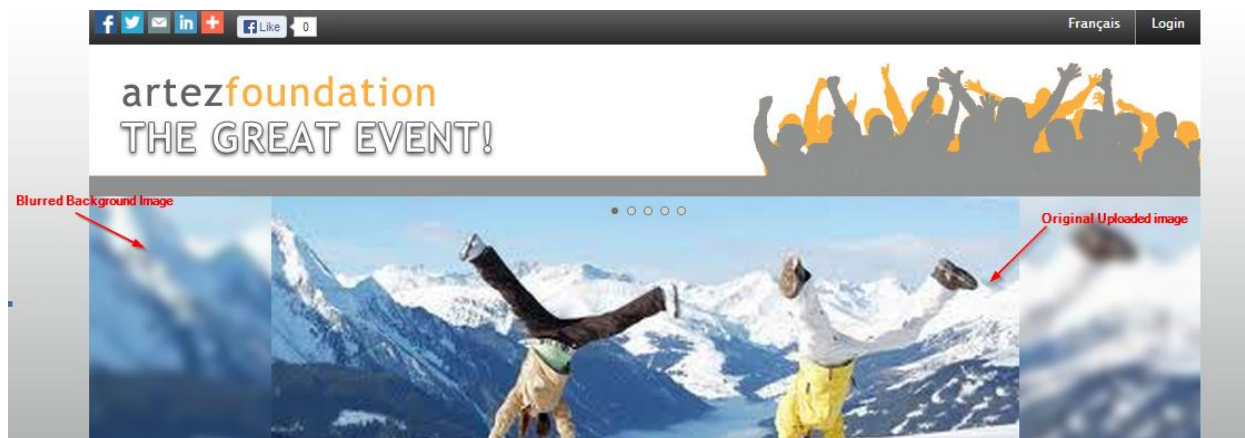 Like 0 Français Login
artezfoundation
THE GREAT EVENT!
Blurred Background Image
Original Uploaded image